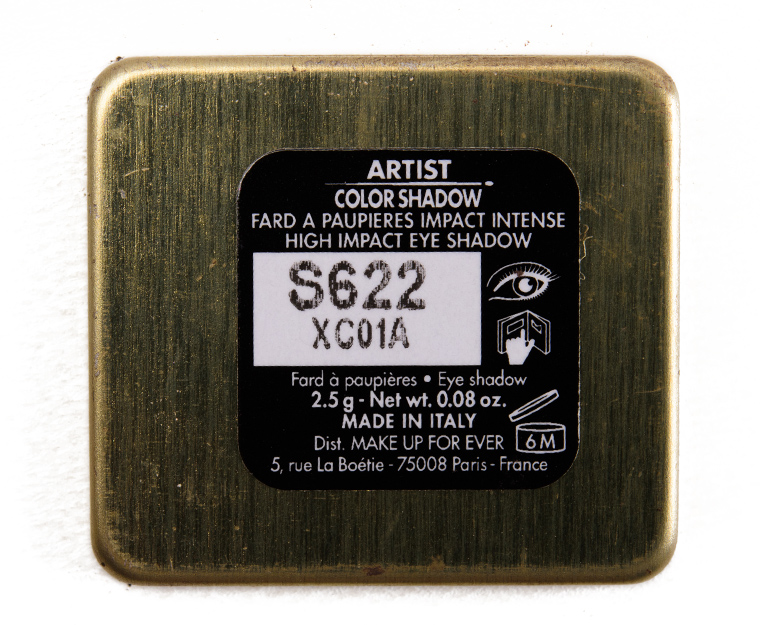 ARTIST
COLOR SHADOW
FARD A PAUPIERES IMPACT INTENSE
HIGH IMPACT EYE SHADOW
S622
XC01A
Fard à paupières • Eye shadow
2.5 g - Net wt. 0.08 oz.
MADE IN ITALY
Dist. MAKE UP FOR EVER
6M
5, rue La Boétie - 75008 Paris - France